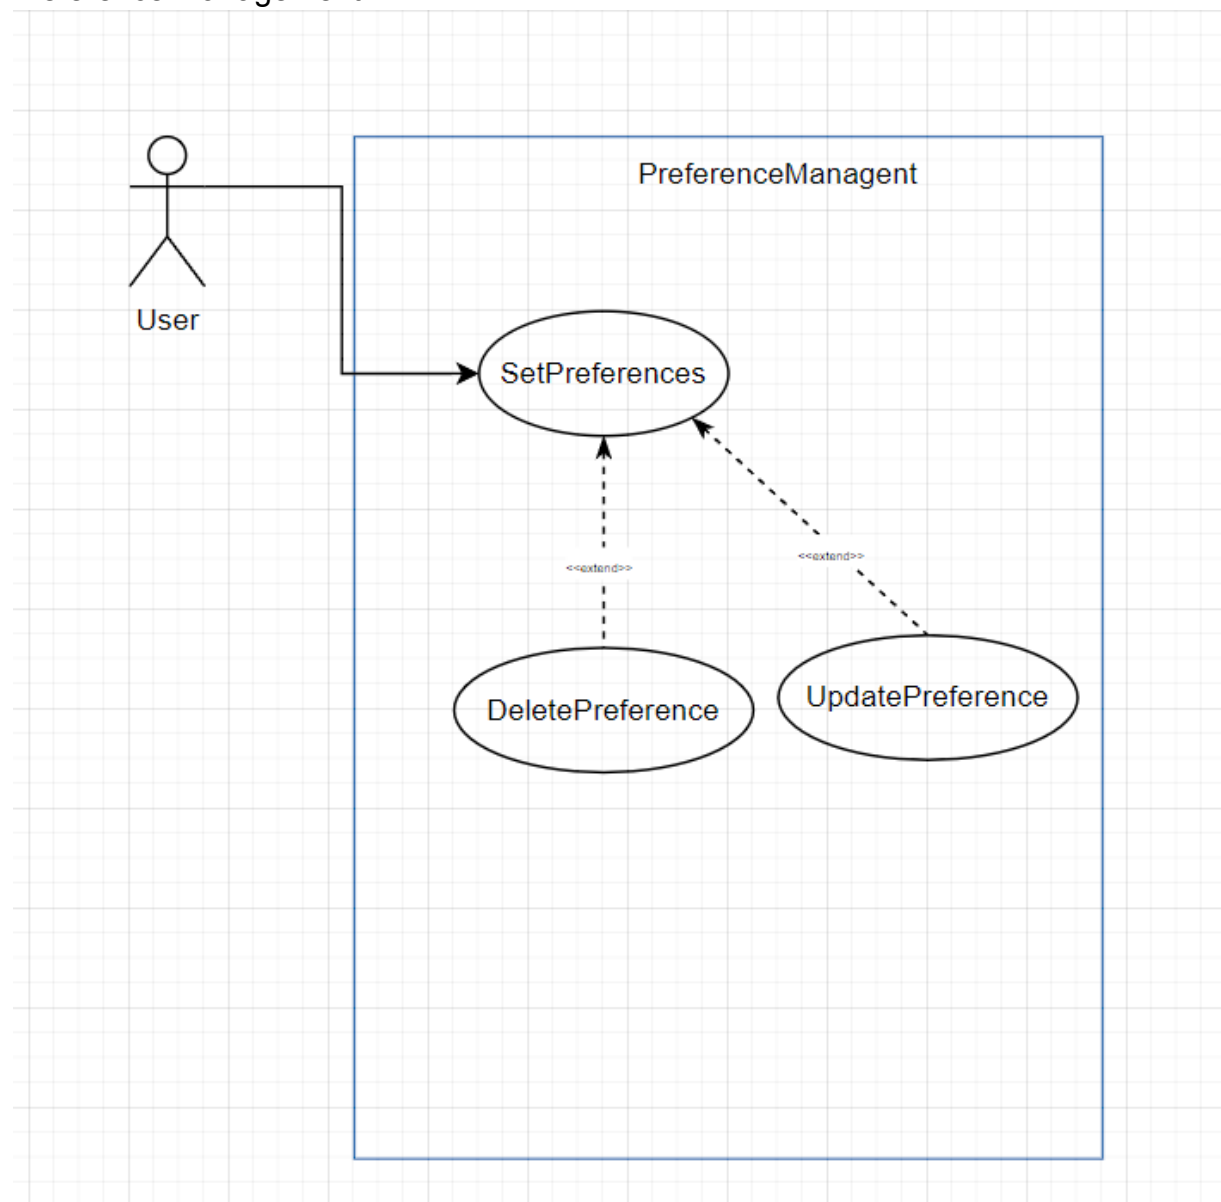 PreferenceManagent
User
SetPreferences
<<extend>>
<<extend>>
DeletePreference
UpdatePreference